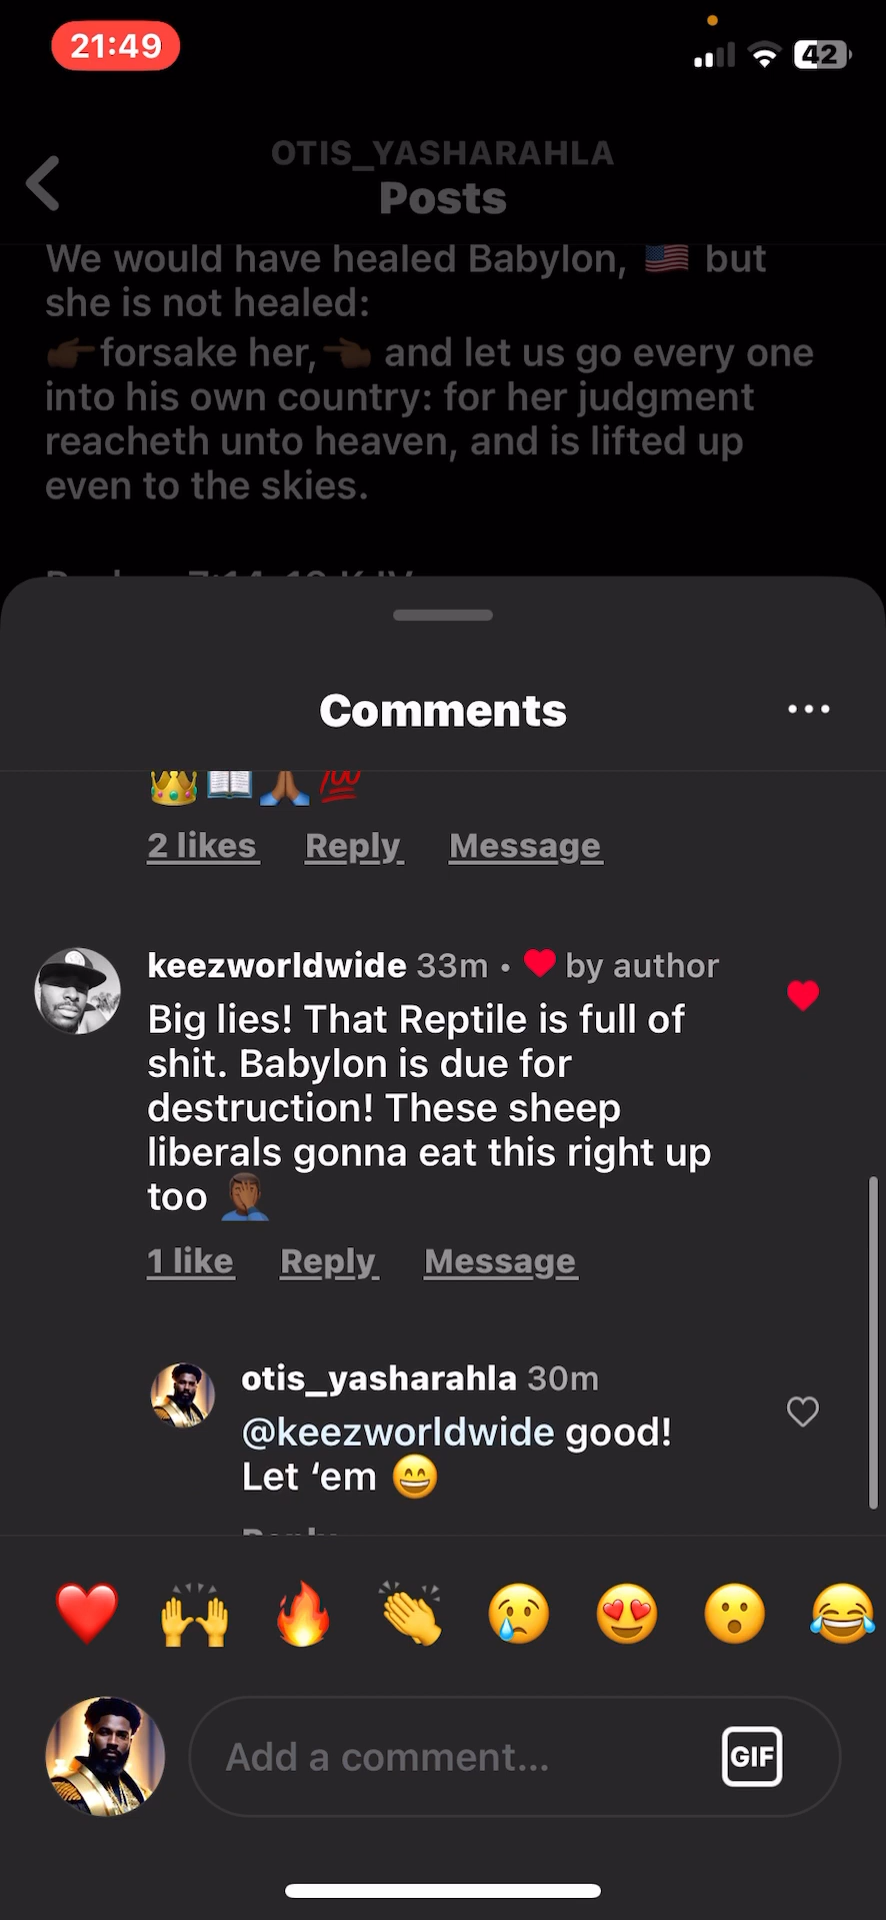 21:49
42
OTIS_YASHARAHLA
Posts
We would have healed Babylon, 🇺🇸 but
she is not healed:
👉🏿forsake her,👈🏿 and let us go every one
into his own country: for her judgment
reacheth unto heaven, and is lifted up
even to the skies.
Comments
👑📖🙏🏾💯
2 likes Reply Message
keezworldwide 33m • ❤️ by author
Big lies! That Reptile is full of
shit. Babylon is due for
destruction! These sheep
liberals gonna eat this right up
too 🤦🏾‍♂️
1 like Reply Message
otis_yasharahla 30m
@keezworldwide good!
Let ‘em 😄
Reply
Add a comment...
GIF